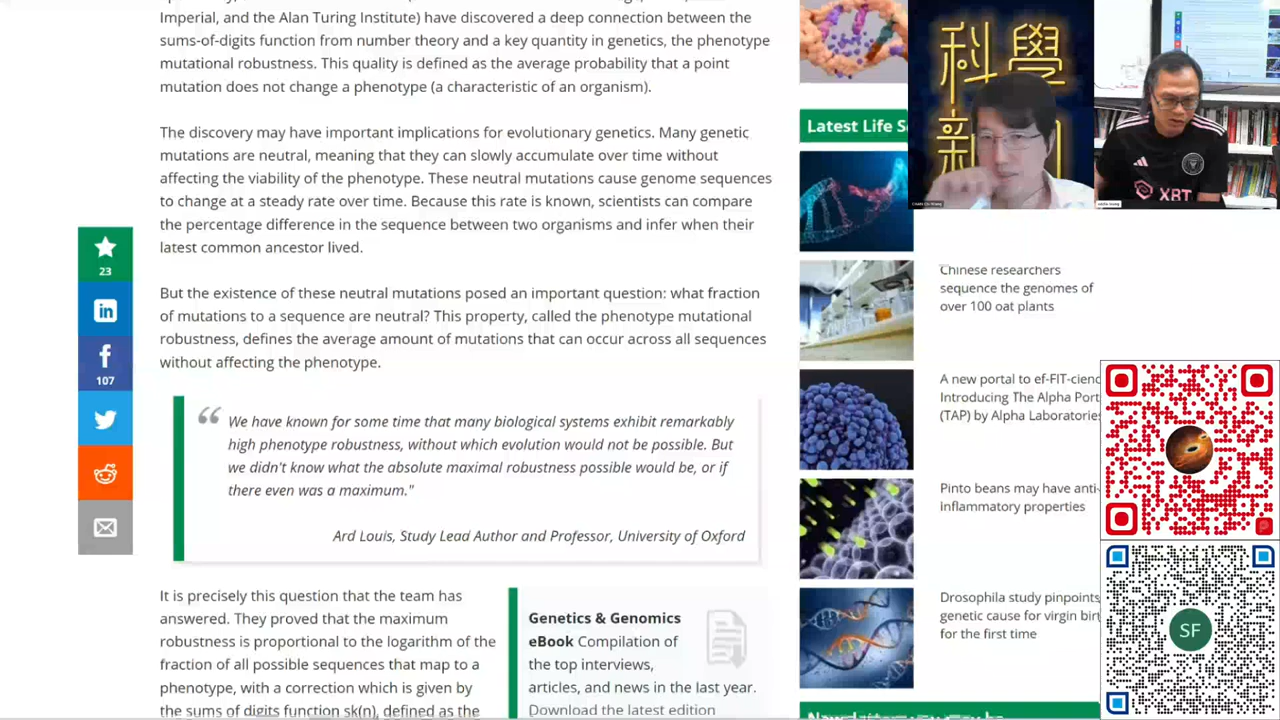 Imperial, and the Alan Turing Institute) have discovered a deep connection between the
sums-of-digits function from number theory and a key quantity in genetics, the phenotype
mutational robustness. This quality is defined as the average probability that a point
mutation does not change a phenotype (a characteristic of an organism).
The discovery may have important implications for evolutionary genetics. Many genetic
mutations are neutral, meaning that they can slowly accumulate over time without
affecting the viability of the phenotype. These neutral mutations cause genome sequences
to change at a steady rate over time. Because this rate is known, scientists can compare
the percentage difference in the sequence between two organisms and infer when their
latest common ancestor lived.
But the existence of these neutral mutations posed an important question: what fraction
of mutations to a sequence are neutral? This property, called the phenotype mutational
robustness, defines the average amount of mutations that can occur across all sequences
without affecting the phenotype.
We have known for some time that many biological systems exhibit remarkably
high phenotype robustness, without which evolution would not be possible. But
we didn't know what the absolute maximal robustness possible would be, or if
there even was a maximum."
Ard Louis, Study Lead Author and Professor, University of Oxford
It is precisely this question that the team has
answered. They proved that the maximum
robustness is proportional to the logarithm of the
fraction of all possible sequences that map to a
phenotype, with a correction which is given by
the sums of digits function sk(n), defined as the
Genetics & Genomics
eBook Compilation of
the top interviews,
articles, and news in the last year.
Download the latest edition
23
in
f
107
Latest Life S
Chinese researchers
sequence the genomes of
over 100 oat plants
A new portal to ef-FIT-cienc
Introducing The Alpha Port
(TAP) by Alpha Laboratories
Pinto beans may have anti-
inflammatory properties
Drosophila study pinpoints
genetic cause for virgin birt
for the first time
科學
新
XBT
SF